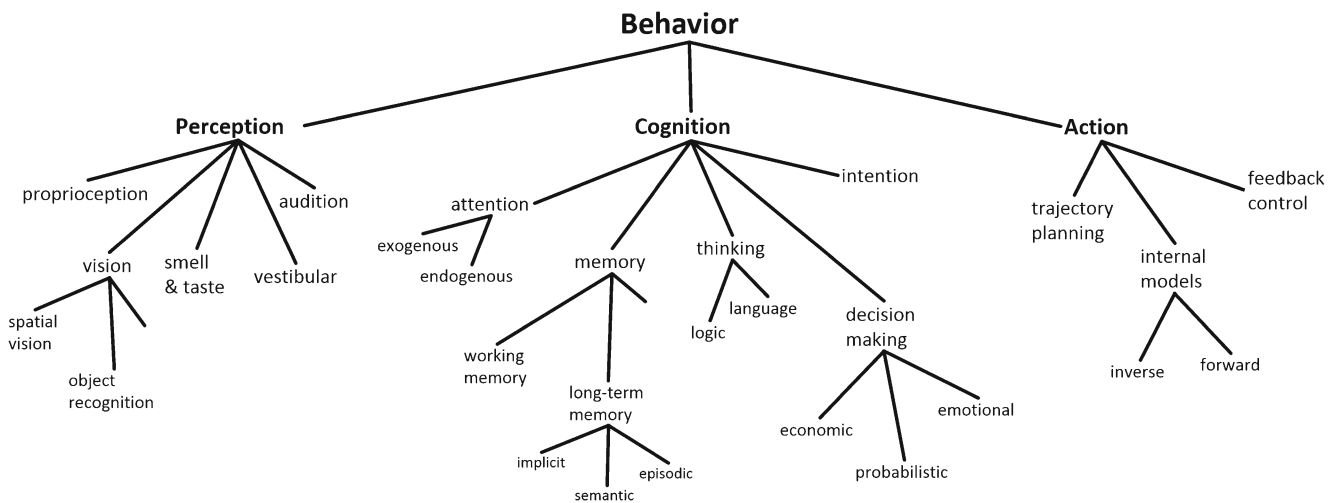 Behavior
Perception
Cognition
Action
proprioception
audition
vision
smell
& taste
vestibular
spatial
vision
object
recognition
attention
exogenous
endogenous
memory
working
memory
long-term
memory
implicit
semantic
episodic
thinking
logic
language
decision
making
economic
probabilistic
emotional
intention
trajectory
planning
internal
models
inverse
forward
feedback
control